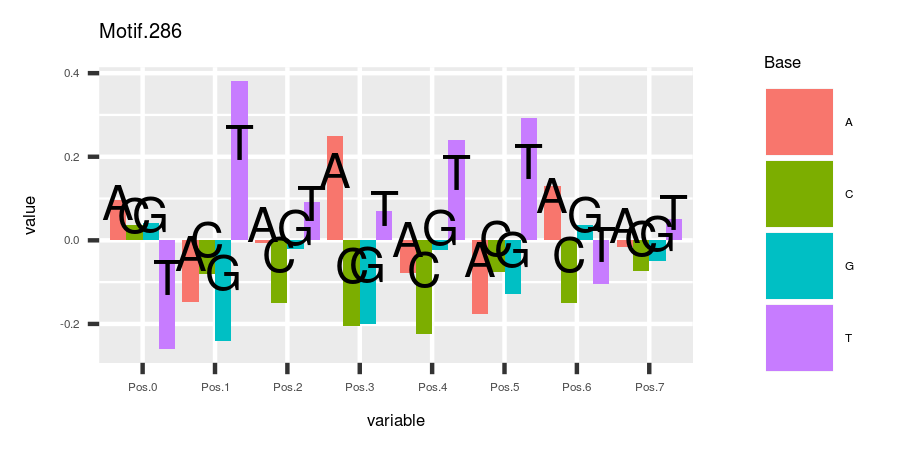 Motif.286
value
0.4
0.2
0.0
-0.2
A C G T A C G T A C G T A C G T A C G T A C G T A C G T A C G T
Pos.0 Pos.1 Pos.2 Pos.3 Pos.4 Pos.5 Pos.6 Pos.7
variable
Base
A
C
G
T